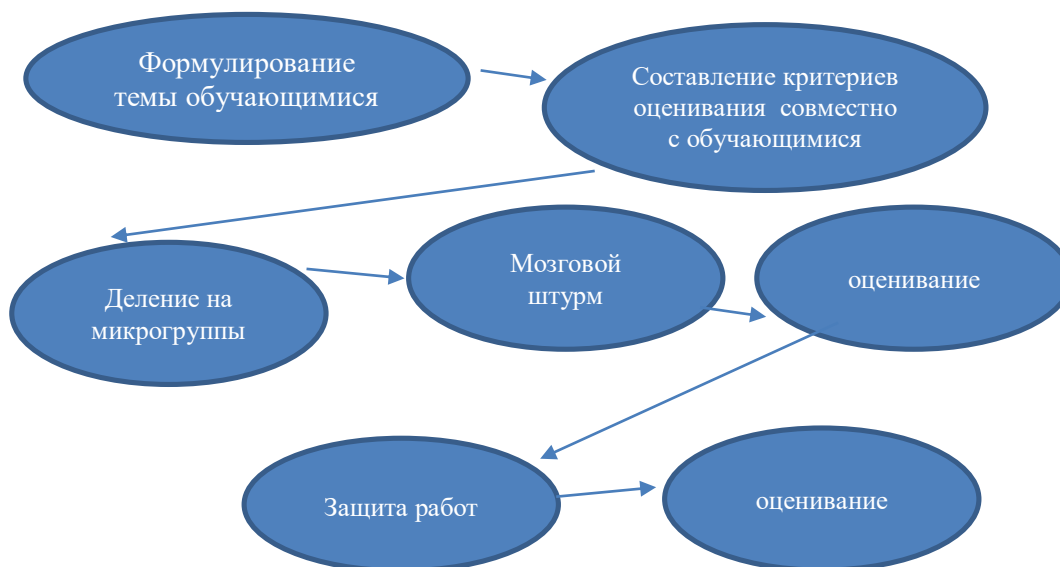 Формулирование
темы обучающимися
Составление критериев
оценивания совместно
с обучающимися
Деление на
микрогруппы
Мозговой
штурм
оценивание
Защита работ
оценивание